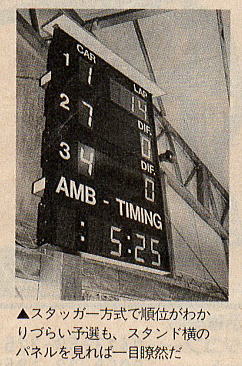 CAR LAP
1 1 14
DIF.
2 7 0
DIF.
3 4 0
AMB - TIMING
: 5:25
▲スタッガー方式で順位がわか
りづらい予選も、スタンド横の
パネルを見れば一目瞭然だ